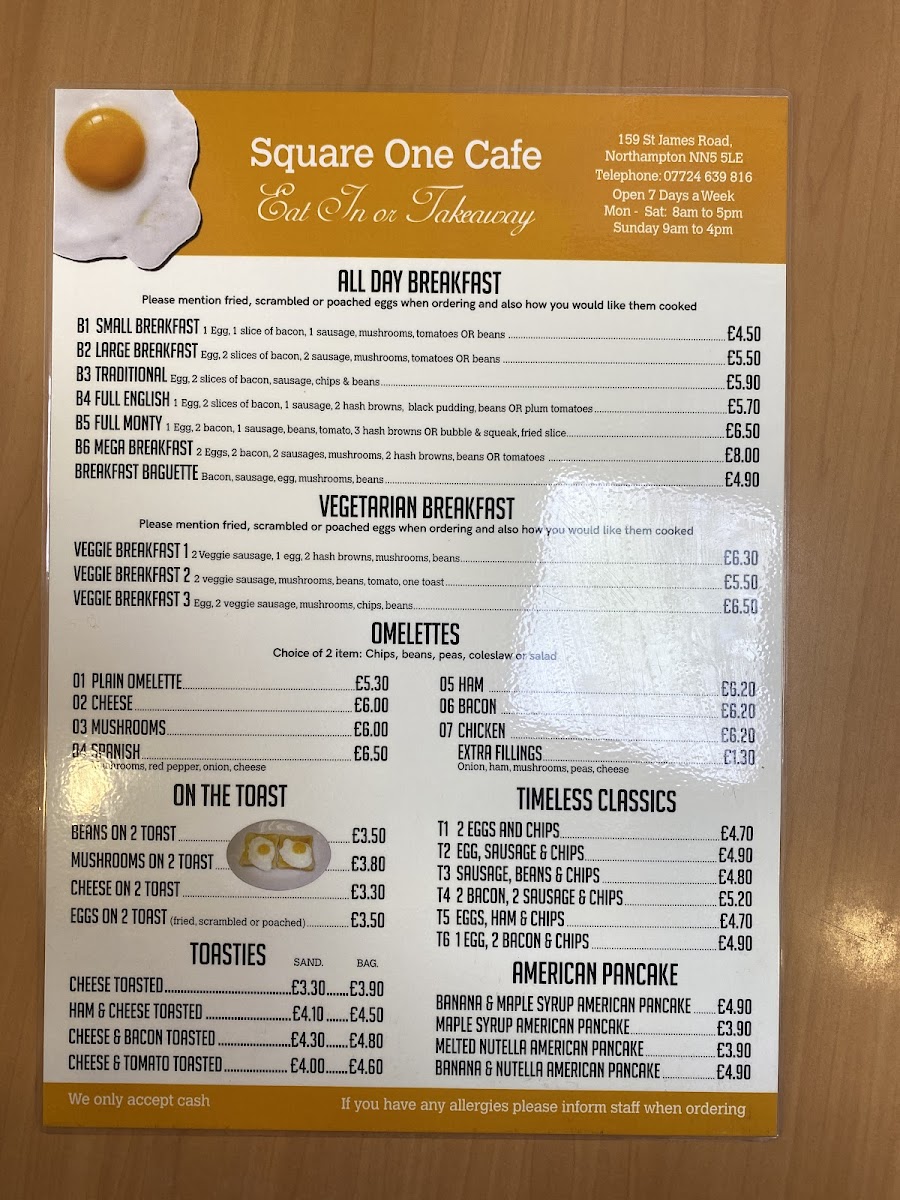 Square One Cafe
Eat In or Takeaway
159 St James Road,
Northampton NN5 5LE
Telephone: 07724 639 816
Open 7 Days a Week
Mon - Sat: 8am to 5pm
Sunday 9am to 4pm
ALL DAY BREAKFAST
Please mention fried, scrambled or poached eggs when ordering and also how you would like them cooked
B1 SMALL BREAKFAST 1 Egg, 1 slice of bacon, 1 sausage, mushrooms, tomatoes OR beans £4.50
B2 LARGE BREAKFAST Egg, 2 slices of bacon, 2 sausage, mushrooms, tomatoes OR beans £5.50
B3 TRADITIONAL Egg, 2 slices of bacon, sausage, chips & beans £5.90
B4 FULL ENGLISH 1 Egg, 2 slices of bacon, 1 sausage, 2 hash browns, black pudding, beans OR plum tomatoes £5.70
B5 FULL MONTY 1 Egg, 2 bacon, 1 sausage, beans, tomato, 3 hash browns OR bubble & squeak, fried slice £6.50
B6 MEGA BREAKFAST 2 Eggs, 2 bacon, 2 sausages, mushrooms, 2 hash browns, beans OR tomatoes £8.00
BREAKFAST BAGUETTE Bacon, sausage, egg, mushrooms, beans £4.90
VEGETARIAN BREAKFAST
Please mention fried, scrambled or poached eggs when ordering and also how you would like them cooked
VEGGIE BREAKFAST 1 2 Veggie sausage, 1 egg, 2 hash browns, mushrooms, beans £6.30
VEGGIE BREAKFAST 2 2 veggie sausage, mushrooms, beans, tomato, one toast £5.50
VEGGIE BREAKFAST 3 Egg, 2 veggie sausage, mushrooms, chips, beans £6.50
OMELETTES
Choice of 2 item: Chips, beans, peas, coleslaw or salad
O1 PLAIN OMELETTE £5.30
O2 CHEESE £6.00
O3 MUSHROOMS £6.00
O4 SPANISH £6.50
Mushrooms, red pepper, onion, cheese
O5 HAM £6.20
O6 BACON £6.20
O7 CHICKEN £6.20
EXTRA FILLINGS £1.30
Onion, ham, mushrooms, peas, cheese
ON THE TOAST
BEANS ON 2 TOAST £3.50
MUSHROOMS ON 2 TOAST £3.80
CHEESE ON 2 TOAST £3.30
EGGS ON 2 TOAST (fried, scrambled or poached) £3.50
TOASTIES SAND. BAG.
CHEESE TOASTED £3.30 £3.90
HAM & CHEESE TOASTED £4.10 £4.50
CHEESE & BACON TOASTED £4.30 £4.80
CHEESE & TOMATO TOASTED £4.00 £4.60
TIMELESS CLASSICS
T1 2 EGGS AND CHIPS £4.70
T2 EGG, SAUSAGE & CHIPS £4.90
T3 SAUSAGE, BEANS & CHIPS £4.80
T4 2 BACON, 2 SAUSAGE & CHIPS £5.20
T5 EGGS, HAM & CHIPS £4.70
T6 1 EGG, 2 BACON & CHIPS £4.90
AMERICAN PANCAKE
BANANA & MAPLE SYRUP AMERICAN PANCAKE £4.90
MAPLE SYRUP AMERICAN PANCAKE £3.90
MELTED NUTELLA AMERICAN PANCAKE £3.90
BANANA & NUTELLA AMERICAN PANCAKE £4.90
We only accept cash
If you have any allergies please inform staff when ordering